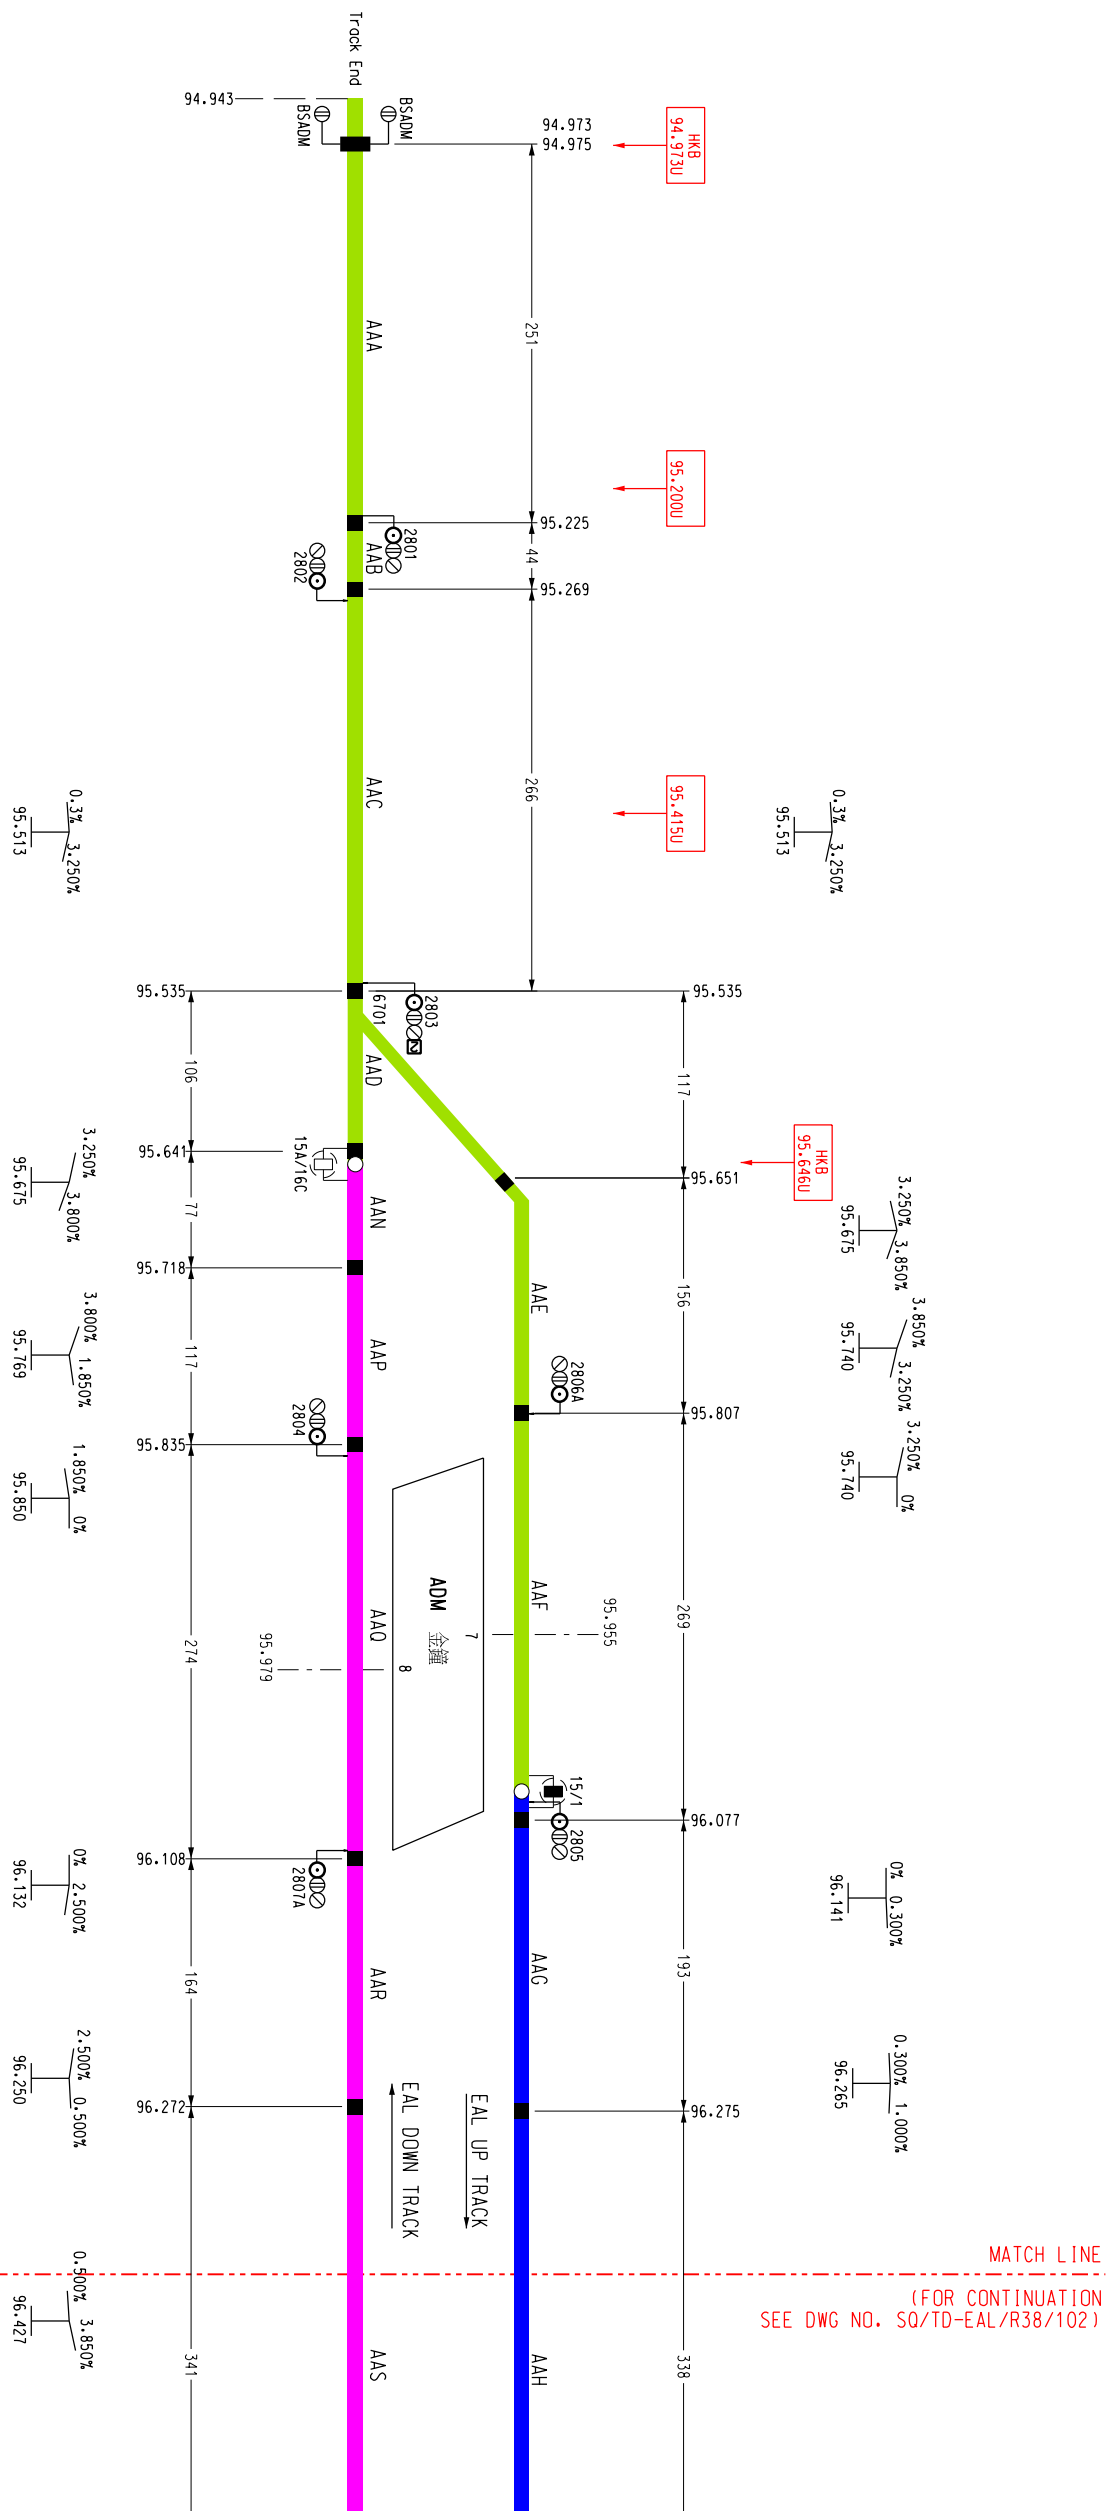 Track End
94.943
BSADM
BSADM
94.973
94.975
HKB
94.973U
AAA
251
95.200U
95.225
2801
AAB
2802
44
95.269
266
AAC
95.415U
0.3% 3.250%
95.513
0.3% 3.250%
95.513
95.535
6701
2803
95.535
106
AAD
117
95.641
15A/16C
HKB
95.646U
95.651
3.250% 3.800%
95.675
3.250% 3.850%
95.675
77
AAN
95.718
AAE
156
3.800% 1.850%
95.769
117
AAP
3.850% 3.250%
95.740
2806A
95.807
2804
95.835
1.850% 0%
95.850
3.250% 0%
95.740
ADM 金鐘
7
8
AAQ
274
95.979
AAF
95.955
269
15/1
2805
96.077
96.108
2807A
0% 2.500%
96.132
0% 0.300%
96.141
164
AAR
AAG
193
2.500% 0.500%
96.250
0.300% 1.000%
96.265
96.272
96.275
EAL DOWN TRACK
EAL UP TRACK
MATCH LINE
(FOR CONTINUATION
SEE DWG NO. SQ/TD-EAL/R38/102)
0.500% 3.850%
96.427
341
AAS
AAH
338